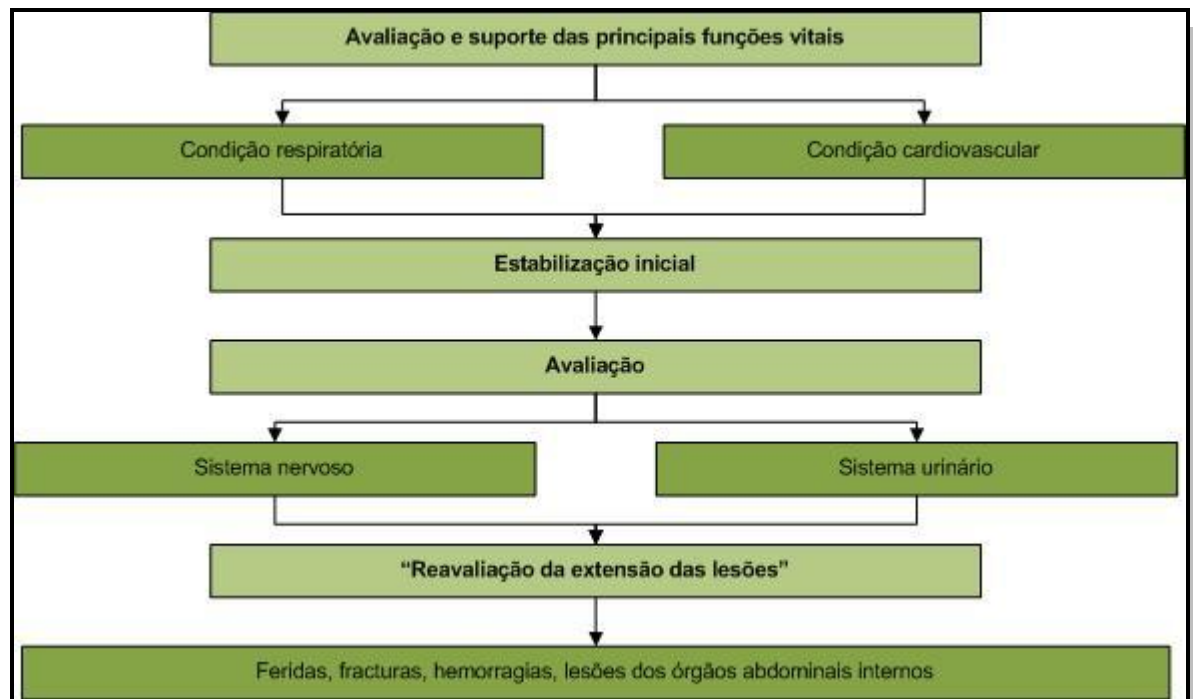 Avaliação e suporte das principais funções vitais
Condição respiratória
Condição cardiovascular
Estabilização inicial
Avaliação
Sistema nervoso
Sistema urinário
“Reavaliação da extensão das lesões”
Feridas, fracturas, hemorragias, lesões dos órgãos abdominais internos